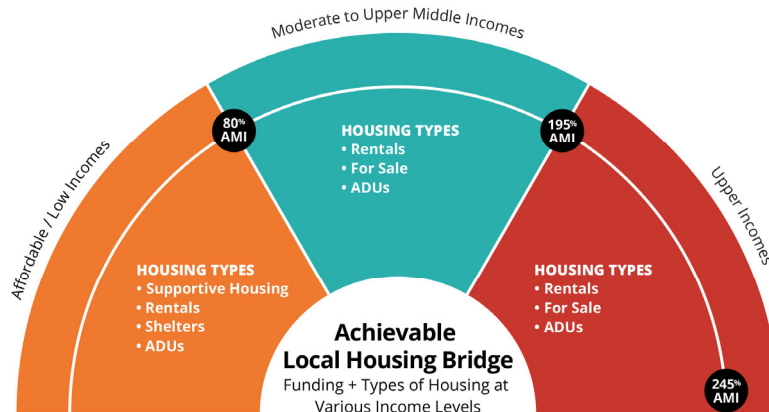 Moderate to Upper Middle Incomes
Affordable / Low Incomes
Upper Incomes
80% AMI
195% AMI
245% AMI
HOUSING TYPES
• Supportive Housing
• Rentals
• Shelters
• ADUs
HOUSING TYPES
• Rentals
• For Sale
• ADUs
HOUSING TYPES
• Rentals
• For Sale
• ADUs
Achievable
Local Housing Bridge
Funding + Types of Housing at
Various Income Levels